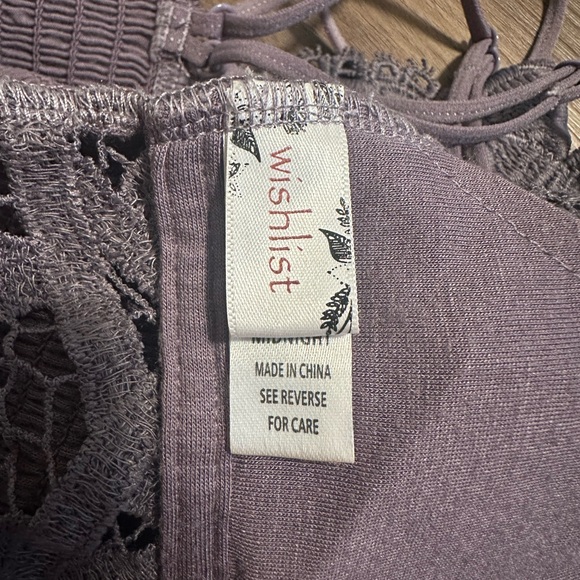 wishlist
MIDNIGHT
MADE IN CHINA
SEE REVERSE
FOR CARE